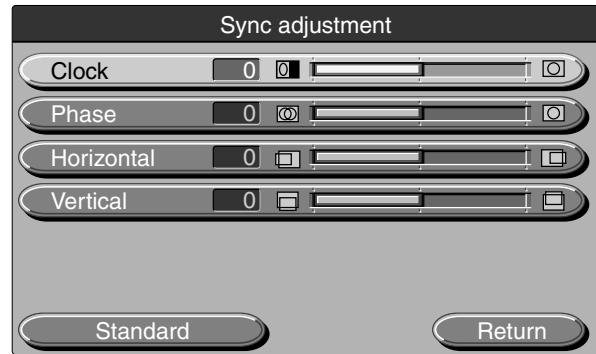 Sync adjustment
Clock 0
Phase 0
Horizontal 0
Vertical 0
Standard Return